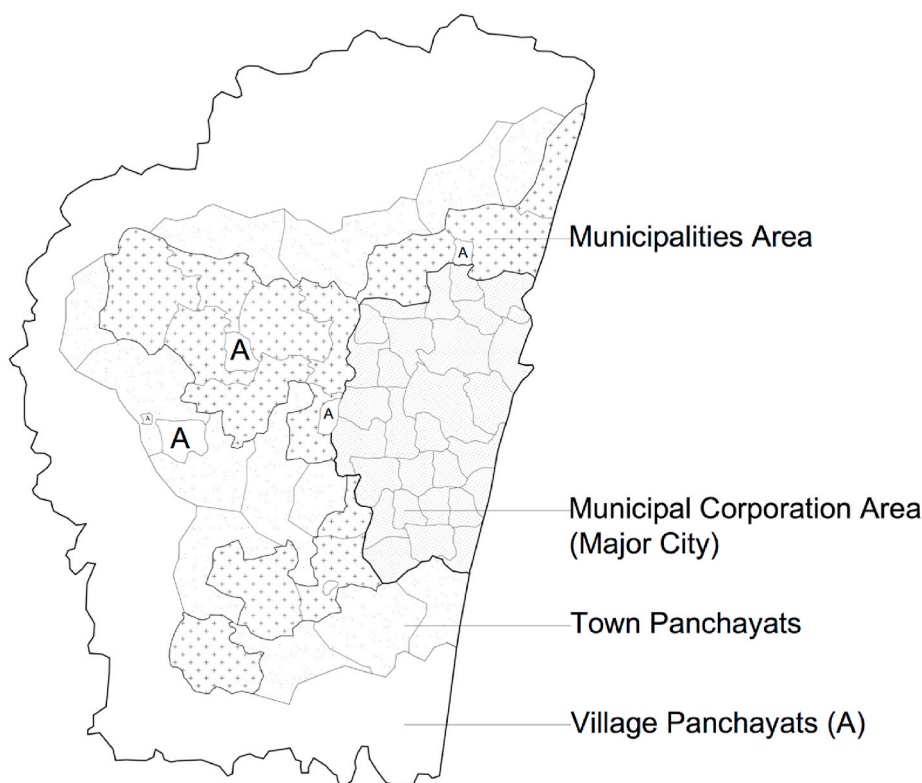 Municipalities Area
A
A
A
A
A
Municipal Corporation Area
(Major City)
Town Panchayats
Village Panchayats (A)